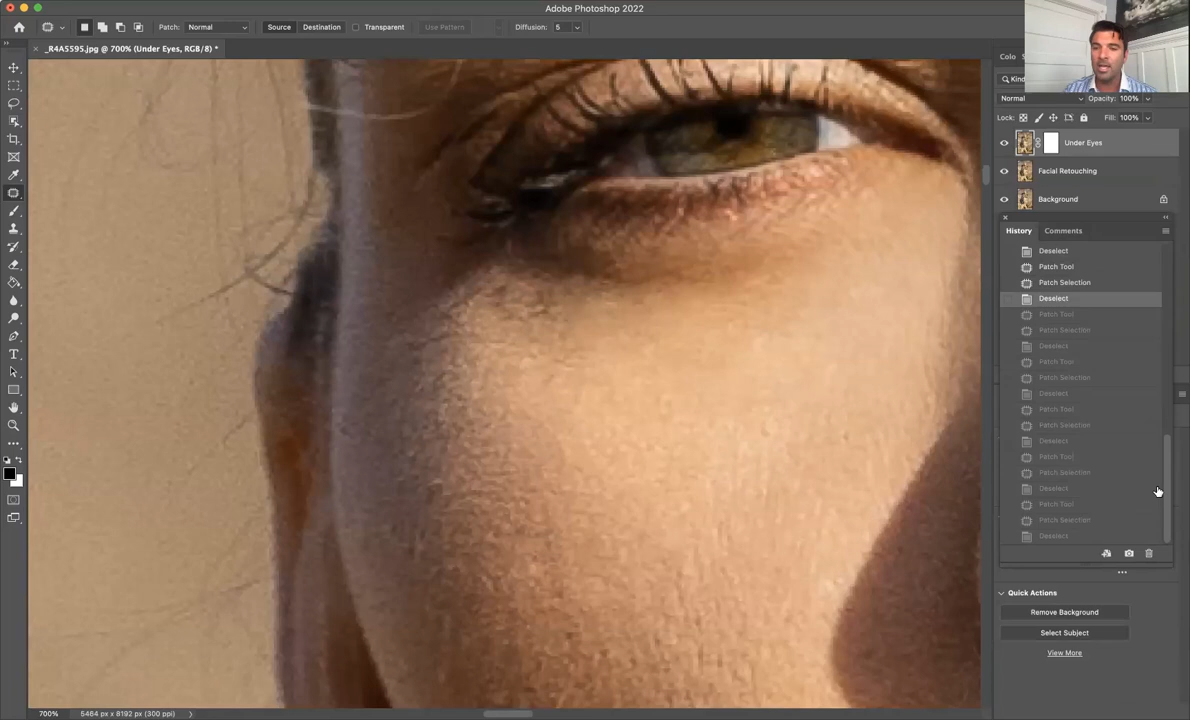 Adobe Photoshop 2022
Patch: Normal Source Destination Transparent Use Pattern Diffusion: 5
_R4A5595.jpg @ 700% (Under Eyes, RGB/8) *
Colo
Kind
Normal Opacity: 100%
Lock: Fill: 100%
Under Eyes
Facial Retouching
Background
History Comments
Deselect
Patch Tool
Patch Selection
Deselect
Patch Tool
Patch Selection
Deselect
Patch Tool
Patch Selection
Deselect
Patch Tool
Patch Selection
Deselect
Patch Tool
Patch Selection
Deselect
Patch Tool
Patch Selection
Deselect
Quick Actions
Remove Background
Select Subject
View More
700% 5464 px x 8192 px (300 ppi)